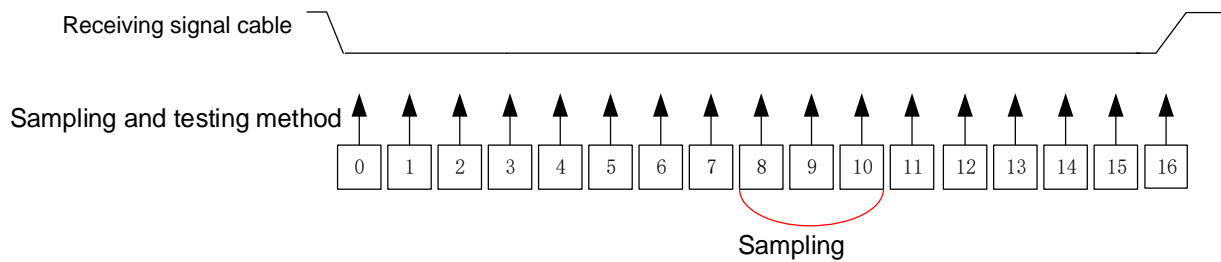 Receiving signal cable
Sampling and testing method
0 1 2 3 4 5 6 7 8 9 10 11 12 13 14 15 16
Sampling